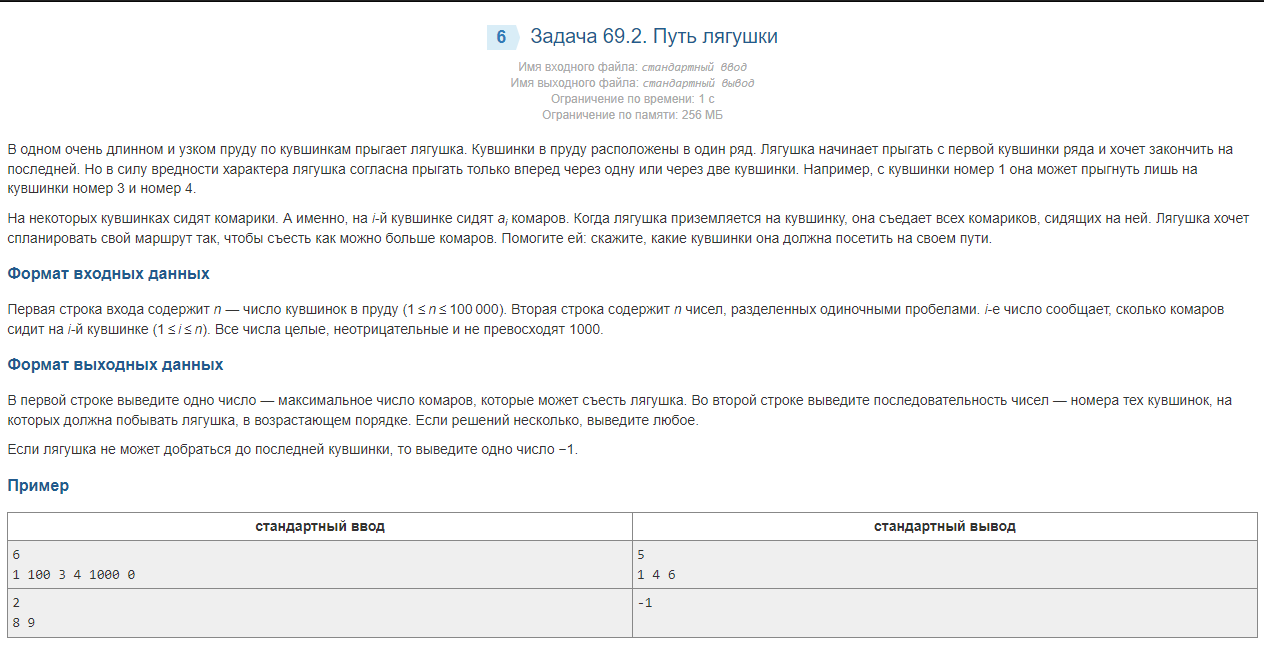 6 Задача 69.2. Путь лягушки
Имя входного файла: стандартный ввод
Имя выходного файла: стандартный вывод
Ограничение по времени: 1 с
Ограничение по памяти: 256 МБ
В одном очень длинном и узком пруду по кувшинкам прыгает лягушка. Кувшинки в пруду расположены в один ряд. Лягушка начинает прыгать с первой кувшинки ряда и хочет закончить на
последней. Но в силу вредности характера лягушка согласна прыгать только вперед через одну или через две кувшинки. Например, с кувшинки номер 1 она может прыгнуть лишь на
кувшинки номер 3 и номер 4.
На некоторых кувшинках сидят комарики. А именно, на i-й кувшинке сидят aᵢ комаров. Когда лягушка приземляется на кувшинку, она съедает всех комариков, сидящих на ней. Лягушка хочет
спланировать свой маршрут так, чтобы съесть как можно больше комаров. Помогите ей: скажите, какие кувшинки она должна посетить на своем пути.
Формат входных данных
Первая строка входа содержит n — число кувшинок в пруду (1 ≤ n ≤ 100 000). Вторая строка содержит n чисел, разделенных одиночными пробелами. i-е число сообщает, сколько комаров
сидит на i-й кувшинке (1 ≤ i ≤ n). Все числа целые, неотрицательные и не превосходят 1000.
Формат выходных данных
В первой строке выведите одно число — максимальное число комаров, которые может съесть лягушка. Во второй строке выведите последовательность чисел — номера тех кувшинок, на
которых должна побывать лягушка, в возрастающем порядке. Если решений несколько, выведите любое.
Если лягушка не может добраться до последней кувшинки, то выведите одно число −1.
Пример
стандартный ввод стандартный вывод
6 5
1 100 3 4 1000 0 1 4 6
2 -1
8 9